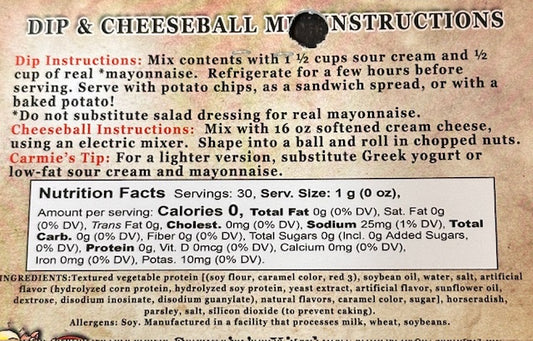 DIP & CHEESEBALL MIX INSTRUCTIONS
Dip Instructions: Mix contents with 1 ½ cups sour cream and ½
cup of real *mayonnaise. Refrigerate for a few hours before
serving. Serve with potato chips, as a sandwich spread, or with a
baked potato!
*Do not substitute salad dressing for real mayonnaise.
Cheeseball Instructions: Mix with 16 oz softened cream cheese,
using an electric mixer. Shape into a ball and roll in chopped nuts.
Carmie's Tip: For a lighter version, substitute Greek yogurt or
low-fat sour cream and mayonnaise.
Nutrition Facts Servings: 30, Serv. Size: 1 g (0 oz),
Amount per serving: Calories 0, Total Fat 0g (0% DV), Sat. Fat 0g
(0% DV), Trans Fat 0g, Cholest. 0mg (0% DV), Sodium 25mg (1% DV), Total
Carb. 0g (0% DV), Fiber 0g (0% DV), Total Sugars 0g (Incl. 0g Added Sugars,
0% DV), Protein 0g, Vit. D 0mcg (0% DV), Calcium 0mg (0% DV),
Iron 0mg (0% DV), Potas. 10mg (0% DV).
INGREDIENTS:Textured vegetable protein [(soy flour, caramel color, red 3), soybean oil, water, salt, artificial
flavor (hydrolyzed corn protein, hydrolyzed soy protein, yeast extract, artificial flavor, sunflower oil,
dextrose, disodium inosinate, disodium guanylate), natural flavors, caramel color, sugar], horseradish,
parsley, salt, silicon dioxide (to prevent caking).
Allergens: Soy. Manufactured in a facility that processes milk, wheat, soybeans.